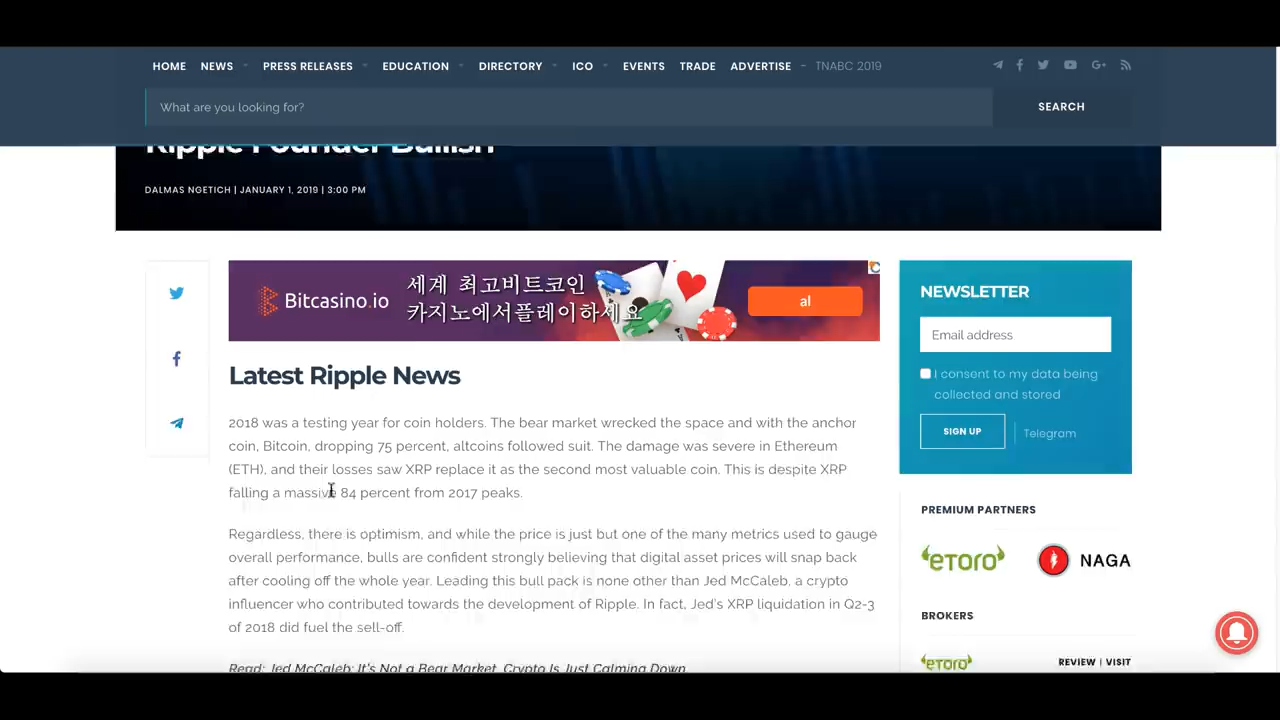 HOME NEWS PRESS RELEASES EDUCATION DIRECTORY ICO EVENTS TRADE ADVERTISE TNABC 2019
What are you looking for?
SEARCH
Ripple Founder Bullish
DALMAS NGETICH | JANUARY 1, 2019 | 3:00 PM
Bitcasino.io
세계 최고비트코인
카지노에서플레이하세요
al
Latest Ripple News
2018 was a testing year for coin holders. The bear market wrecked the space and with the anchor
coin, Bitcoin, dropping 75 percent, altcoins followed suit. The damage was severe in Ethereum
(ETH), and their losses saw XRP replace it as the second most valuable coin. This is despite XRP
falling a massive 84 percent from 2017 peaks.
Regardless, there is optimism, and while the price is just but one of the many metrics used to gauge
overall performance, bulls are confident strongly believing that digital asset prices will snap back
after cooling off the whole year. Leading this bull pack is none other than Jed McCaleb, a crypto
influencer who contributed towards the development of Ripple. In fact, Jed's XRP liquidation in Q2-3
of 2018 did fuel the sell-off.
Read: Jed McCaleb: It's Not a Bear Market, Crypto Is Just Calming Down
NEWSLETTER
Email address
I consent to my data being
collected and stored
SIGN UP
Telegram
PREMIUM PARTNERS
eToro
NAGA
BROKERS
eToro
REVIEW | VISIT